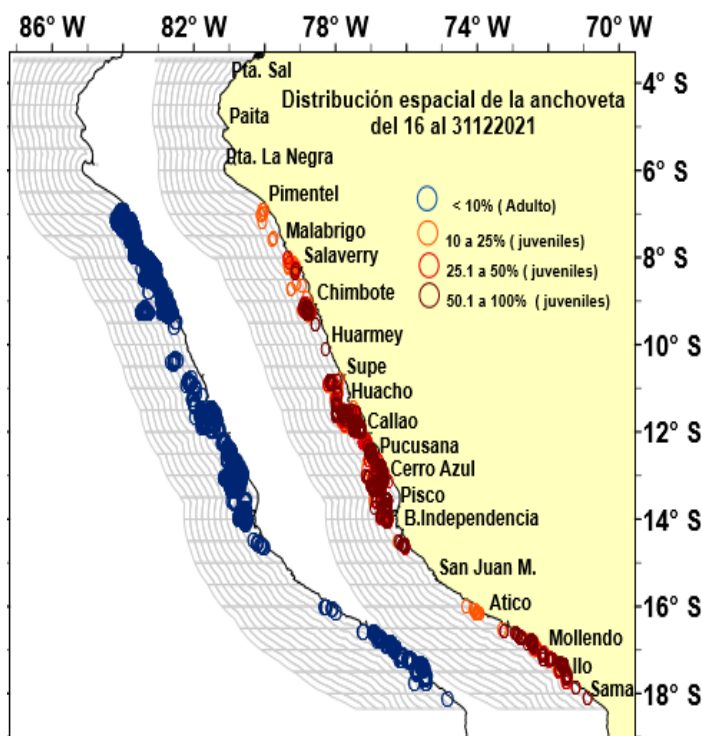 86° W 82° W 78° W 74° W 70° W
4° S
Pta. Sal
Distribución espacial de la anchoveta
del 16 al 31122021
Paita
Pta. La Negra
6° S
Pimentel
< 10% ( Adulto)
Malabrigo
10 a 25% ( juveniles)
Salaverry
8° S
25.1 a 50% ( juveniles)
Chimbote
50.1 a 100% ( juveniles)
10° S
Huarmey
Supe
Huacho
Callao
12° S
Pucusana
Cerro Azul
Pisco
B.Independencia
14° S
San Juan M.
Atico
16° S
Mollendo
Ilo
Sama
18° S